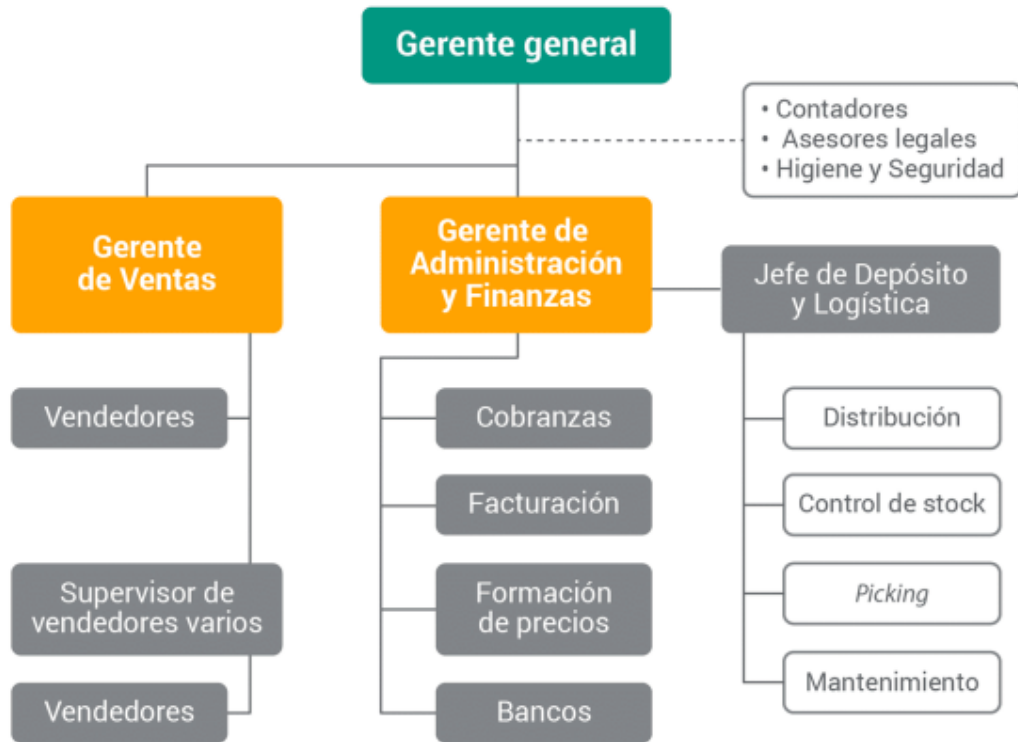 Gerente general
• Contadores
• Asesores legales
• Higiene y Seguridad
Gerente
de Ventas
Gerente de
Administración
y Finanzas
Jefe de Depósito
y Logística
Vendedores
Supervisor de
vendedores varios
Vendedores
Cobranzas
Facturación
Formación
de precios
Bancos
Distribución
Control de stock
Picking
Mantenimiento